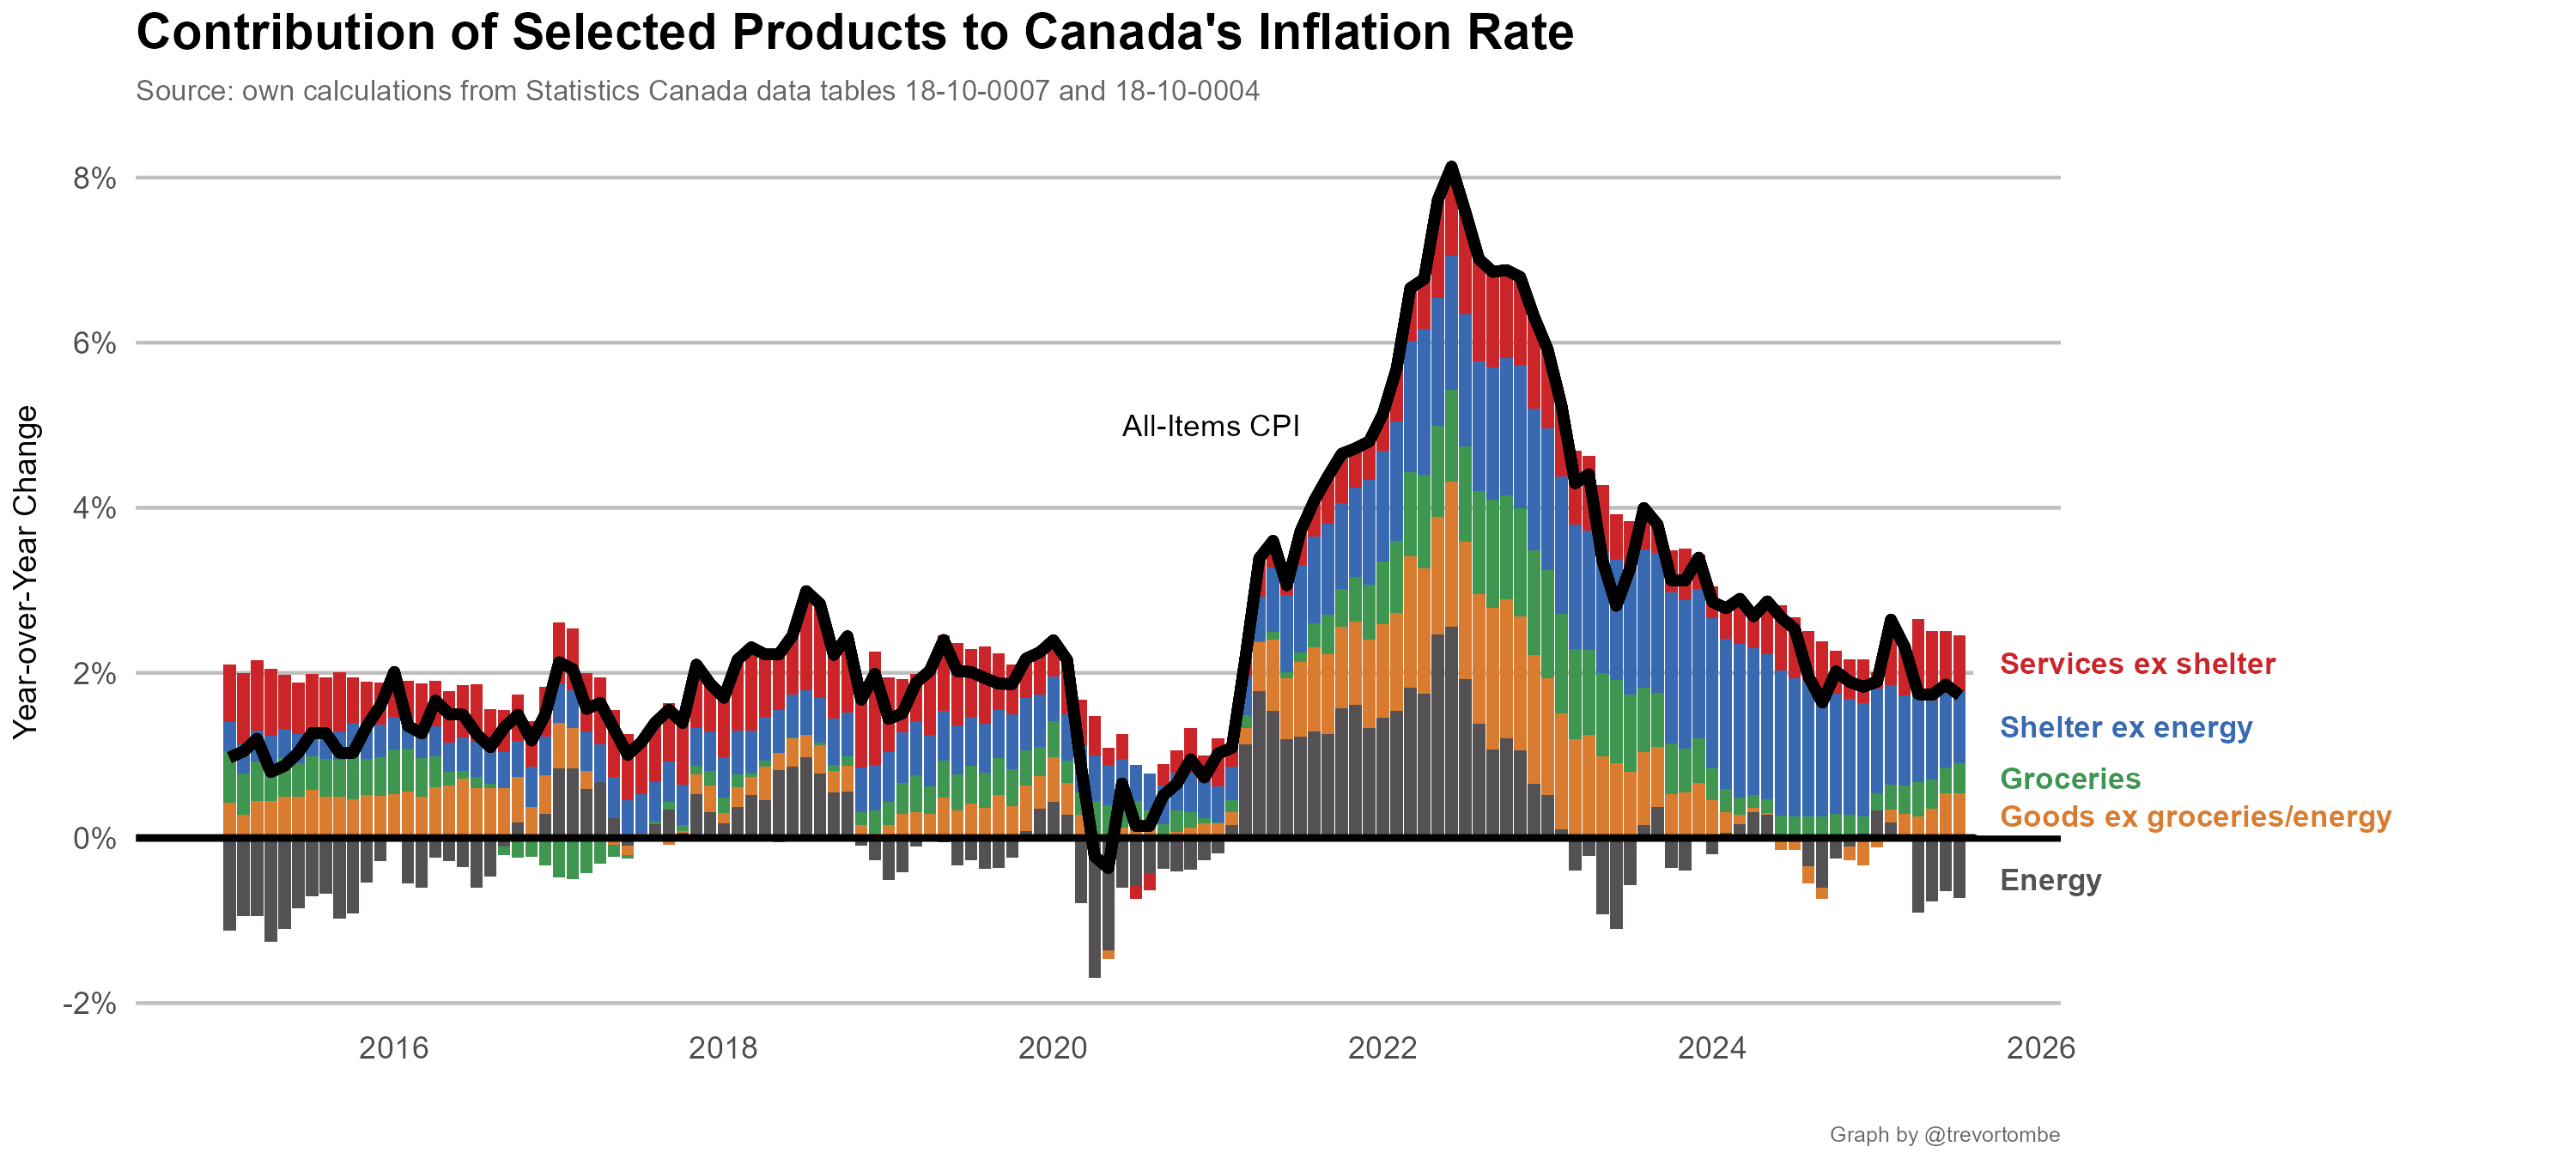 Contribution of Selected Products to Canada's Inflation Rate
Source: own calculations from Statistics Canada data tables 18-10-0007 and 18-10-0004
Year-over-Year Change
8%
6%
4%
2%
0%
-2%
All-Items CPI
Services ex shelter
Shelter ex energy
Groceries
Goods ex groceries/energy
Energy
2016 2018 2020 2022 2024 2026
Graph by @trevortombe